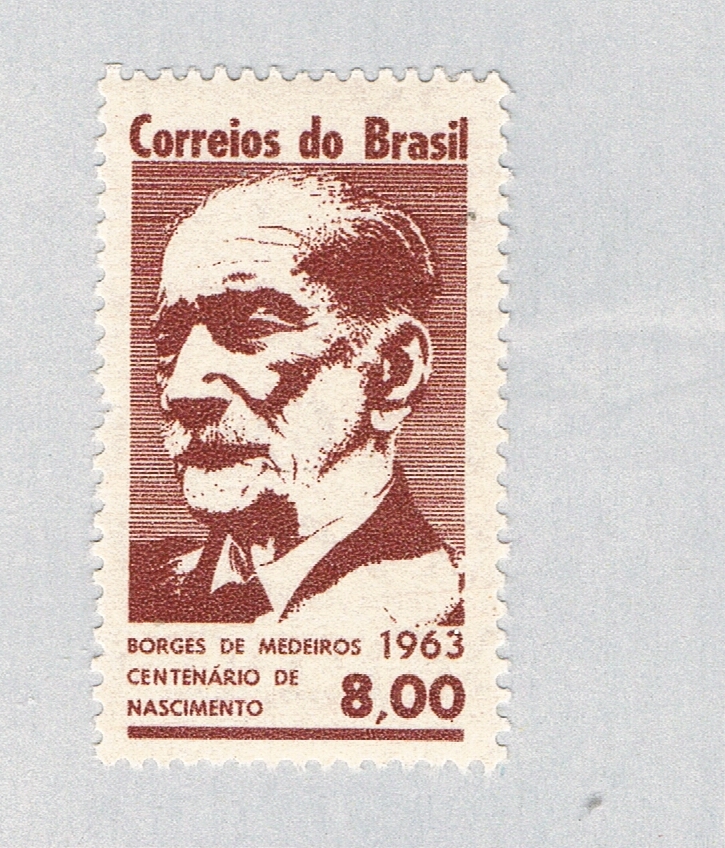 Correios do Brasil
BORGES DE MEDEIROS 1963
CENTENÁRIO DE
NASCIMENTO 8,00